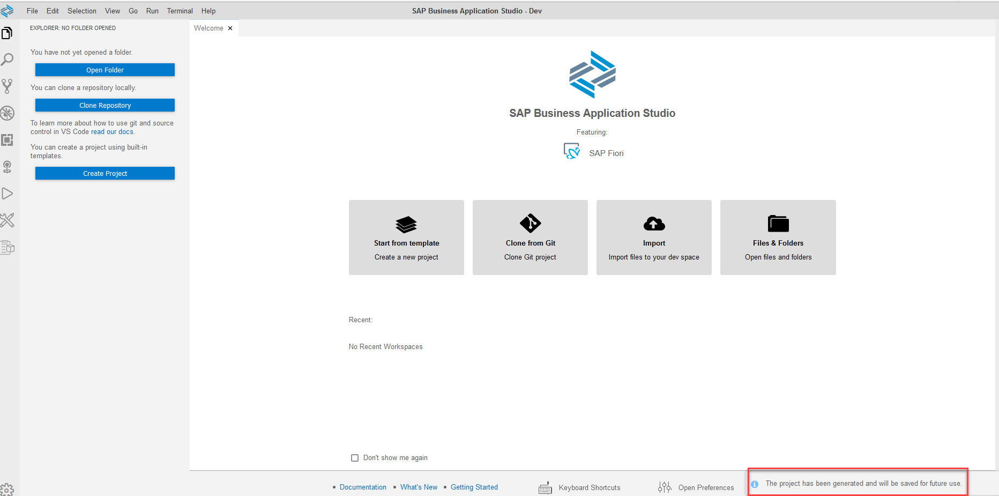 File Edit Selection View Go Run Terminal Help
SAP Business Application Studio - Dev
EXPLORER: NO FOLDER OPENED
You have not yet opened a folder.
Open Folder
You can clone a repository locally.
Clone Repository
To learn more about how to use git and source
control in VS Code read our docs.
You can create a project using built-in
templates.
Create Project
Welcome
SAP Business Application Studio
Featuring:
SAP Fiori
Start from template
Create a new project
Clone from Git
Clone Git project
Import
Import files to your dev space
Files & Folders
Open files and folders
Recent:
No Recent Workspaces
Don't show me again
• Documentation • What's New • Getting Started
Keyboard Shortcuts
Open Preferences
The project has been generated and will be saved for future use.